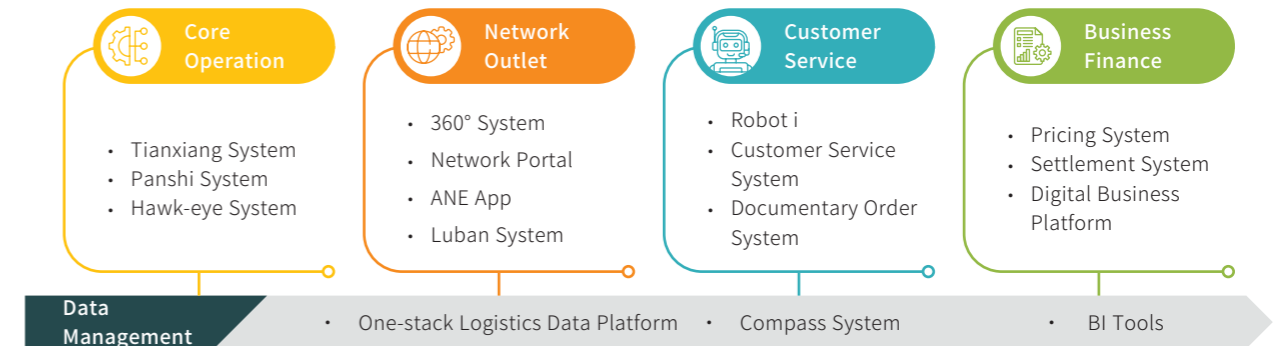 Core
Operation
• Tianxiang System
• Panshi System
• Hawk-eye System
Network
Outlet
• 360° System
• Network Portal
• ANE App
• Luban System
Customer
Service
• Robot i
• Customer Service
System
• Documentary Order
System
Business
Finance
• Pricing System
• Settlement System
• Digital Business
Platform
Data
Management
• One-stack Logistics Data Platform
• Compass System
• BI Tools